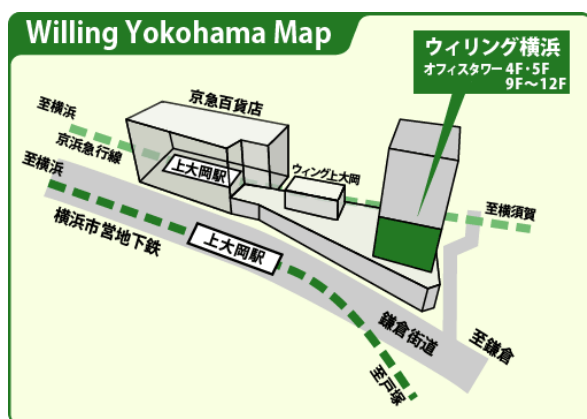 Willing Yokohama Map
ウィリング横浜
オフィスタワー 4F・5F
9F〜12F
京急百貨店
至横浜
京浜急行線
上大岡駅
ウィング上大岡
至横須賀
至横浜
横浜市営地下鉄
上大岡駅
鎌倉街道
至鎌倉
至戸塚